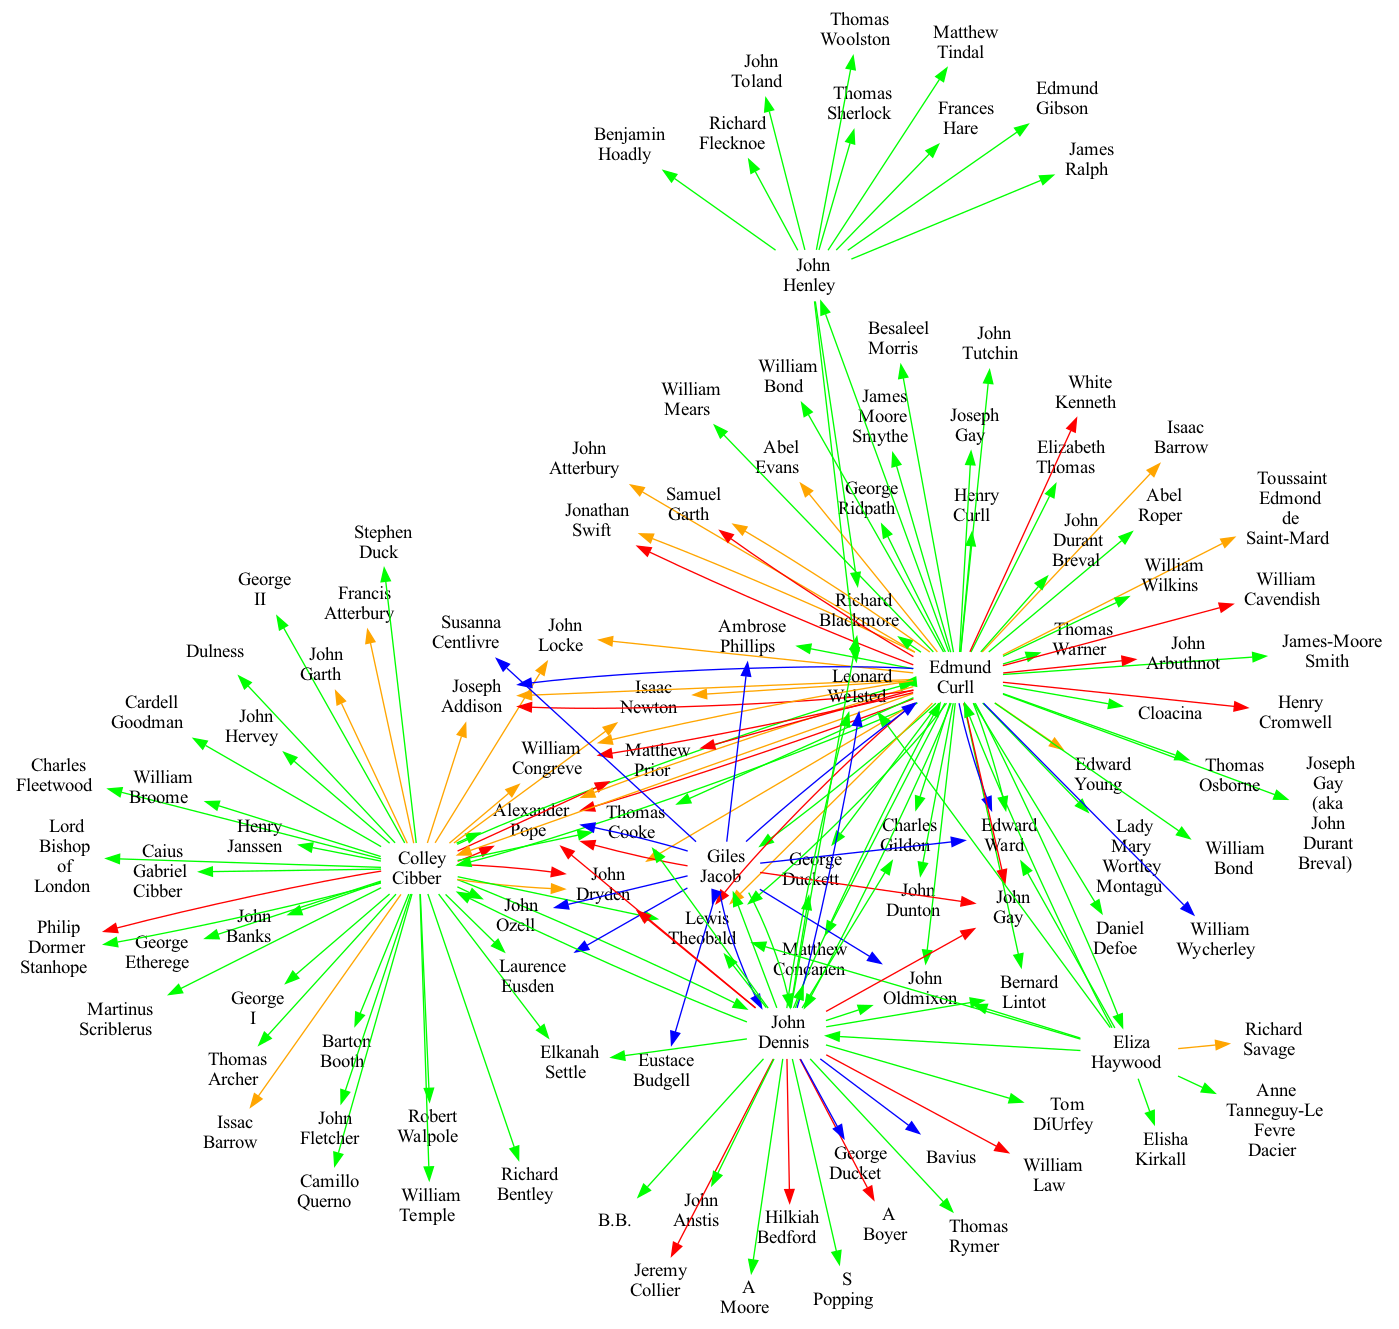 Thomas
Woolston
Matthew
Tindal
John
Toland
Thomas
Sherlock
Edmund
Gibson
Richard
Flecknoe
Frances
Hare
Benjamin
Hoadly
James
Ralph
John
Henley
Besaleel
Morris
John
Tutchin
William
Bond
William
Mears
White
Kenneth
James
Moore
Smythe
Joseph
Gay
Isaac
Barrow
John
Atterbury
Abel
Evans
Elizabeth
Thomas
Toussaint
Edmond
de
Saint-Mard
Samuel
Garth
George
Ridpath
Henry
Curll
Abel
Roper
Jonathan
Swift
John
Durant
Breval
Stephen
Duck
William
Wilkins
George
II
Francis
Atterbury
Richard
Blackmore
William
Cavendish
Susanna
Centlivre
John
Locke
Ambrose
Phillips
Thomas
Warner
John
Arbuthnot
James-Moore
Smith
Dulness
John
Garth
Edmund
Curll
Joseph
Addison
Isaac
Newton
Leonard
Welsted
Cardell
Goodman
John
Hervey
Cloacina
Henry
Cromwell
William
Congreve
Matthew
Prior
Charles
Fleetwood
William
Broome
Edward
Young
Thomas
Osborne
Joseph
Gay
(aka
John
Durant
Breval)
Alexander
Pope
Thomas
Cooke
Lord
Bishop
of
London
Henry
Janssen
Charles
Gildon
Edward
Ward
Lady
Mary
Wortley
Montagu
William
Bond
Caius
Gabriel
Cibber
Colley
Cibber
Giles
Jacob
George
Duckett
John
Dryden
John
Dunton
John
Gay
Philip
Dormer
Stanhope
George
Etherege
John
Banks
John
Ozell
Lewis
Theobald
Daniel
Defoe
William
Wycherley
Laurence
Eusden
Matthew
Concanen
John
Oldmixon
Bernard
Lintot
Martinus
Scriblerus
George
I
John
Dennis
Eliza
Haywood
Richard
Savage
Thomas
Archer
Barton
Booth
Elkanah
Settle
Eustace
Budgell
Issac
Barrow
John
Fletcher
Robert
Walpole
Tom
DíUrfey
Anne
Tanneguy-Le
Fevre
Dacier
Elisha
Kirkall
Camillo
Querno
William
Temple
Richard
Bentley
George
Ducket
Bavius
William
Law
B.B.
John
Anstis
Hilkiah
Bedford
A
Boyer
Thomas
Rymer
Jeremy
Collier
A
Moore
S
Popping